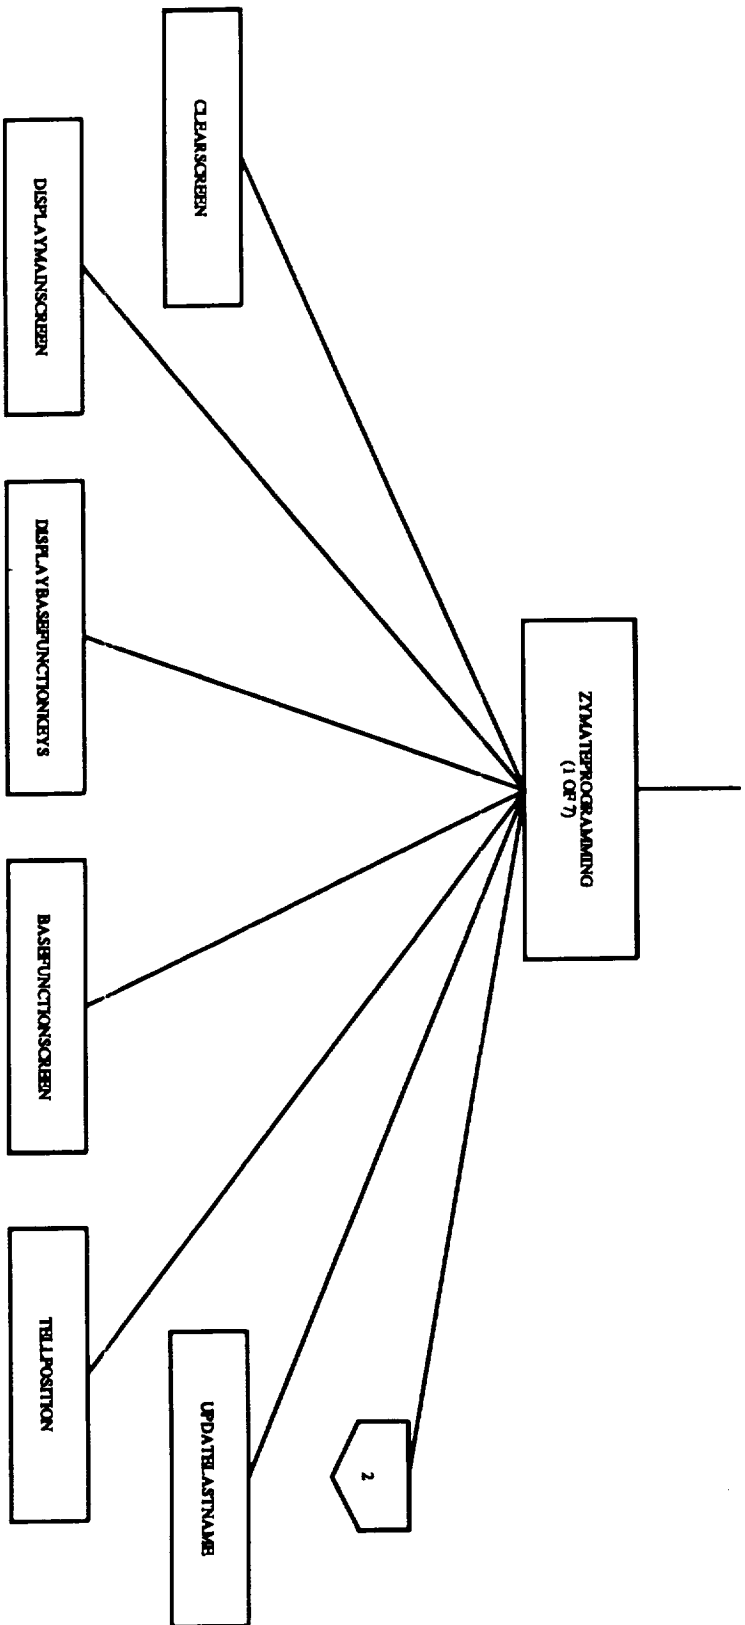 ZYMATEPROGRAMMING
(1 OF 7)
CLEARSCREEN
DISPLAYMAINSCREEN
DISPLAYBASEFUNCTIONKEYS
BASEFUNCTIONSCREEN
TELLPOSITION
UPDATELASTNAME
2